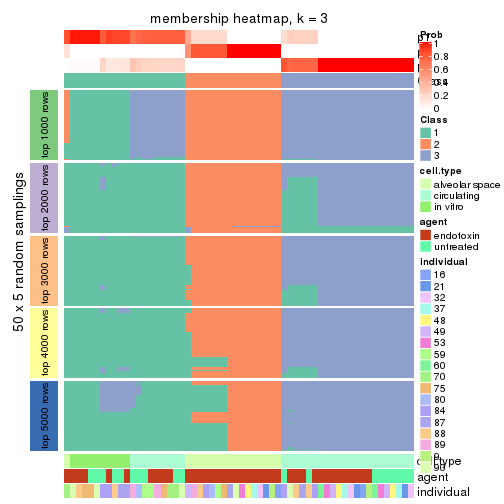 membership heatmap, k = 3
50 x 5 random samplings
top 1000 rows
top 2000 rows
top 3000 rows
top 4000 rows
top 5000 rows
Prob
1
0.8
0.6
0.2
0
Class
1
2
3
cell.type
alveolar space
circulating
in vitro
agent
endotoxin
untreated
individual
16
21
32
37
48
49
53
59
60
70
75
80
84
87
88
89
9
90
cell.type
agent
individual